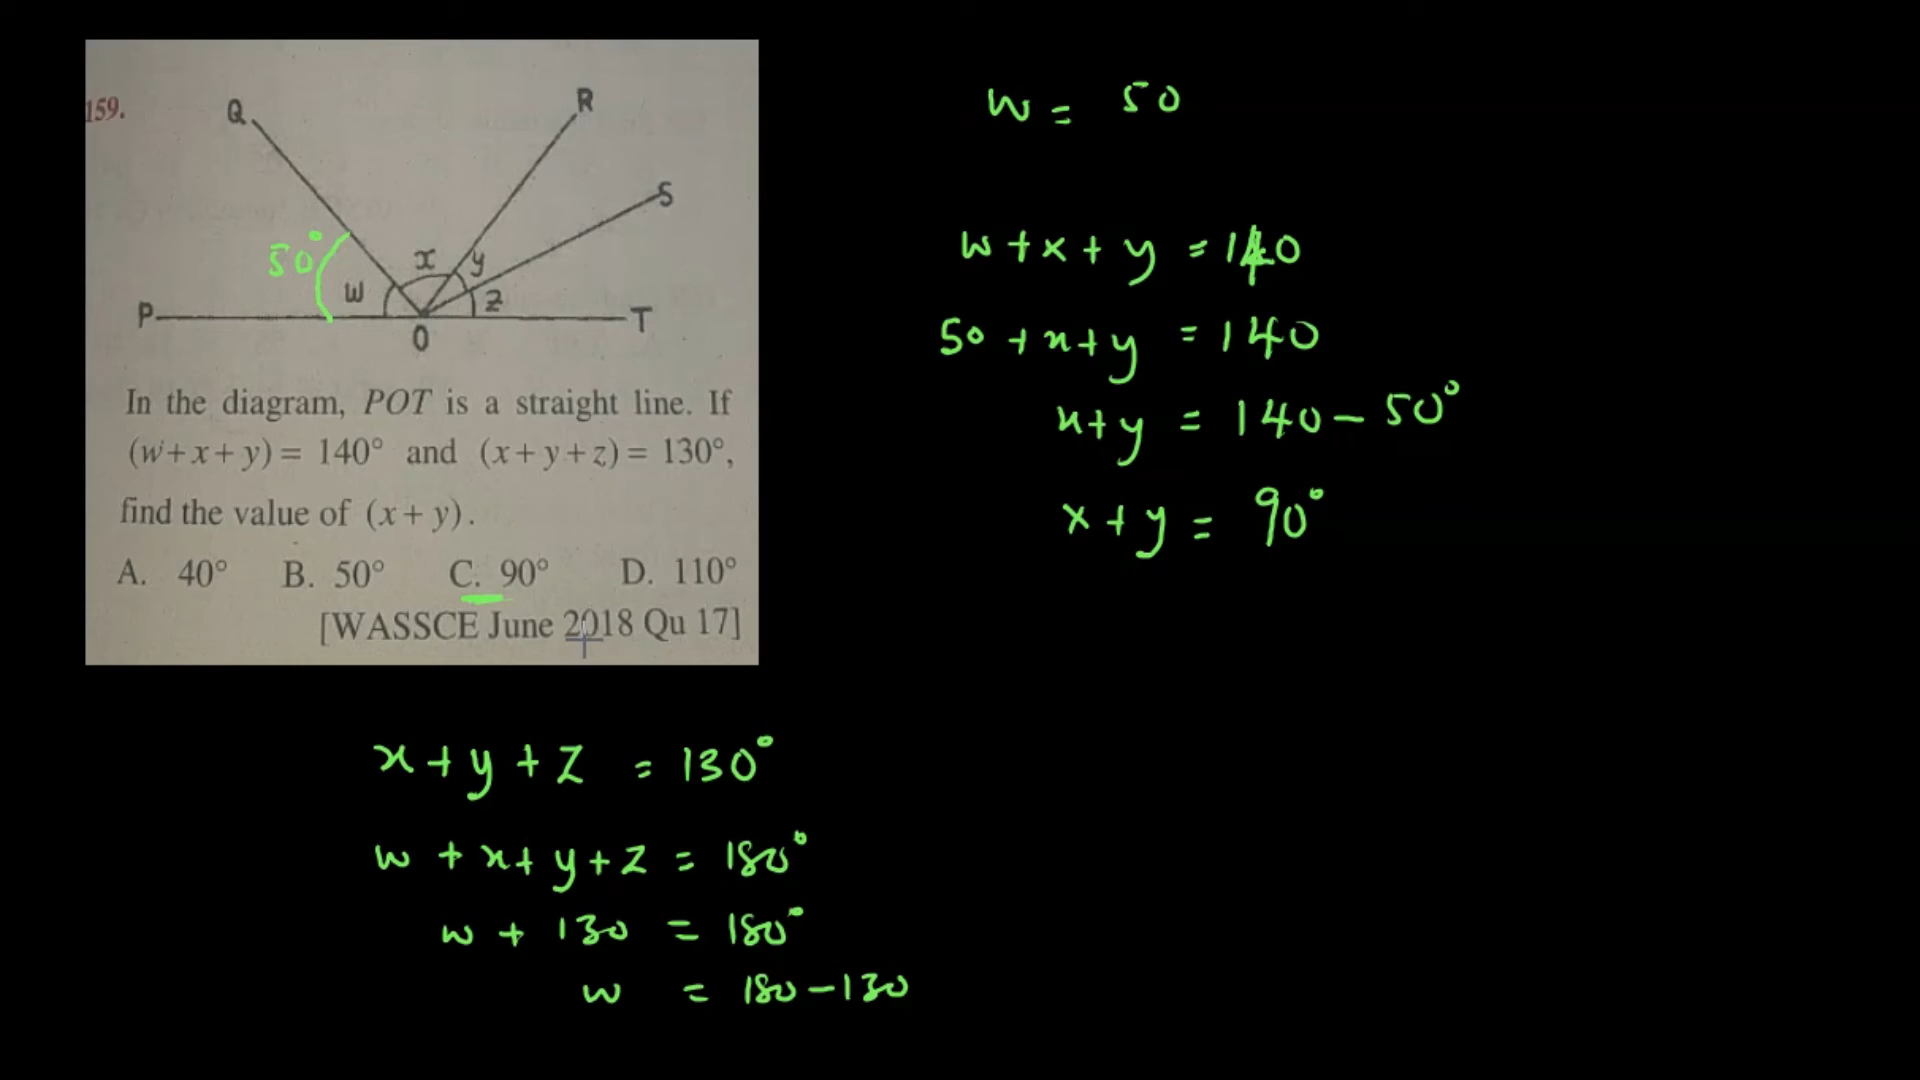 159.
Q
R
S
50°
x
y
w
z
P
T
O
In the diagram, POT is a straight line. If
(w+x+y) = 140° and (x+y+z) = 130°,
find the value of (x+y).
A. 40° B. 50° C. 90° D. 110°
[WASSCE June 2018 Qu 17]
x+y+z = 130°
w+x+y+z = 180°
w + 130 = 180°
w = 180-130
w = 50
w+x+y = 140
50+x+y = 140
x+y = 140-50°
x+y = 90°